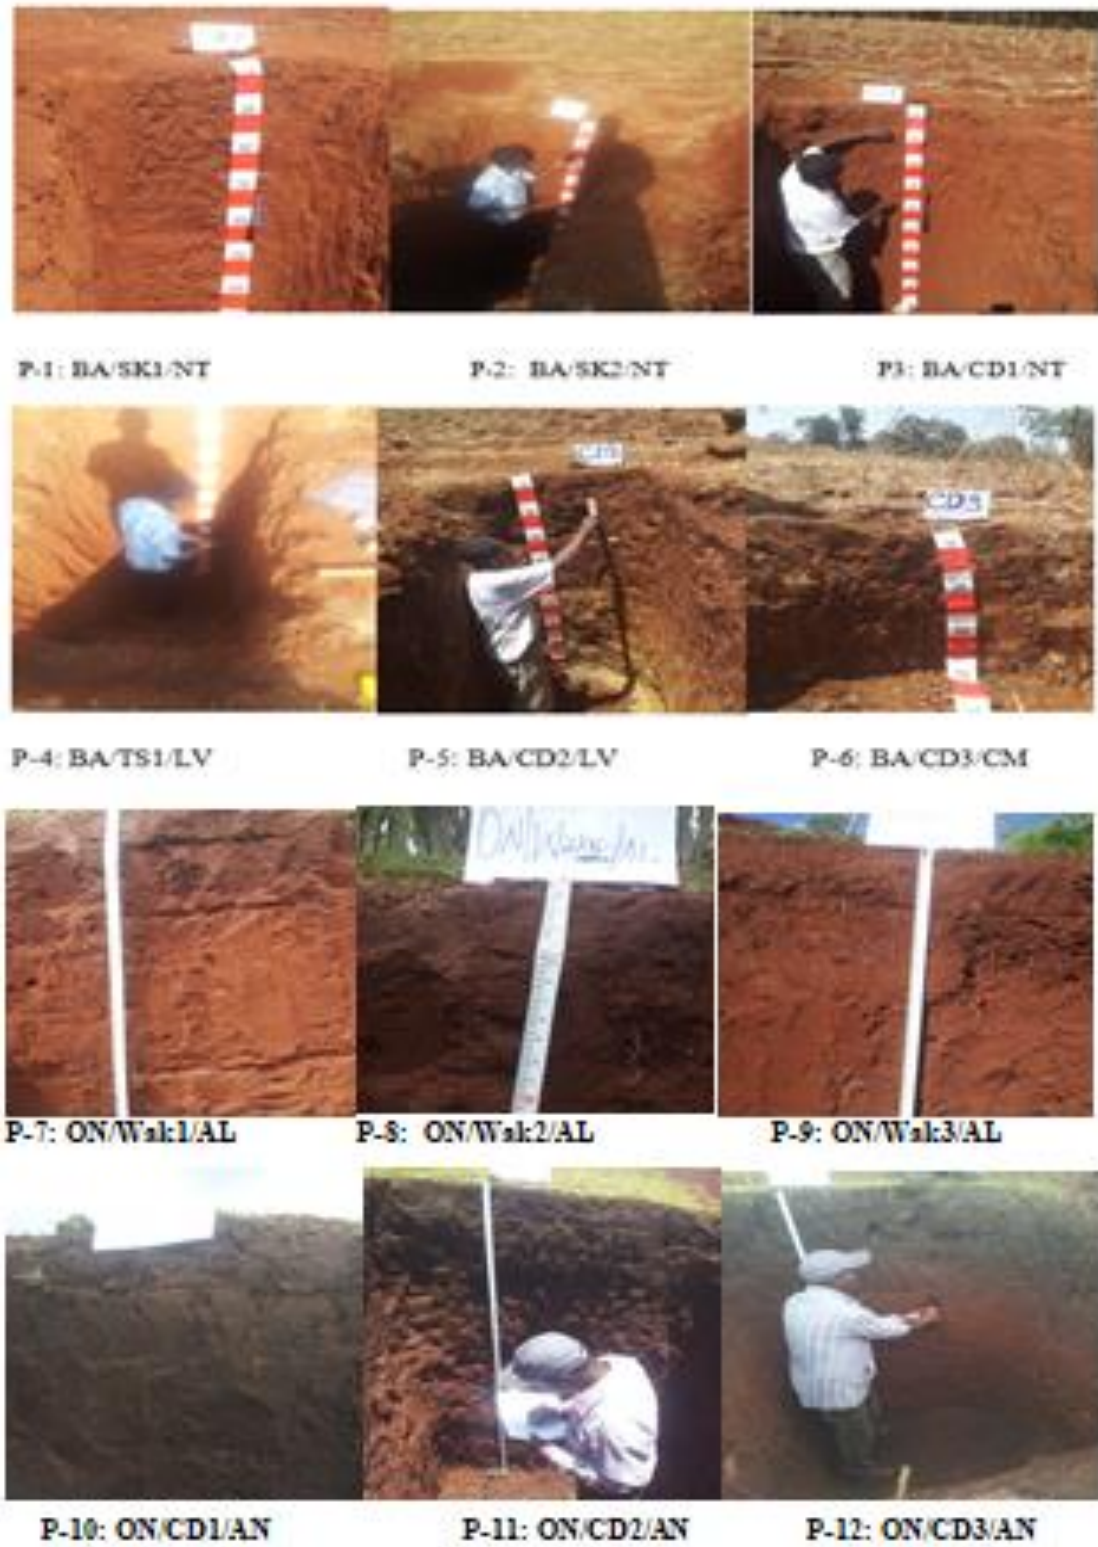 P-1: BA/SK1/NT
P-2: BA/SK2/NT
P3: BA/CD1/NT
CD3
P-4: BA/TS1/LV
P-5: BA/CD2/LV
P-6: BA/CD3/CM
P-7: ON/Wak1/AL
P-8: ON/Wak2/AL
P-9: ON/Wak3/AL
P-10: ON/CD1/AN
P-11: ON/CD2/AN
P-12: ON/CD3/AN